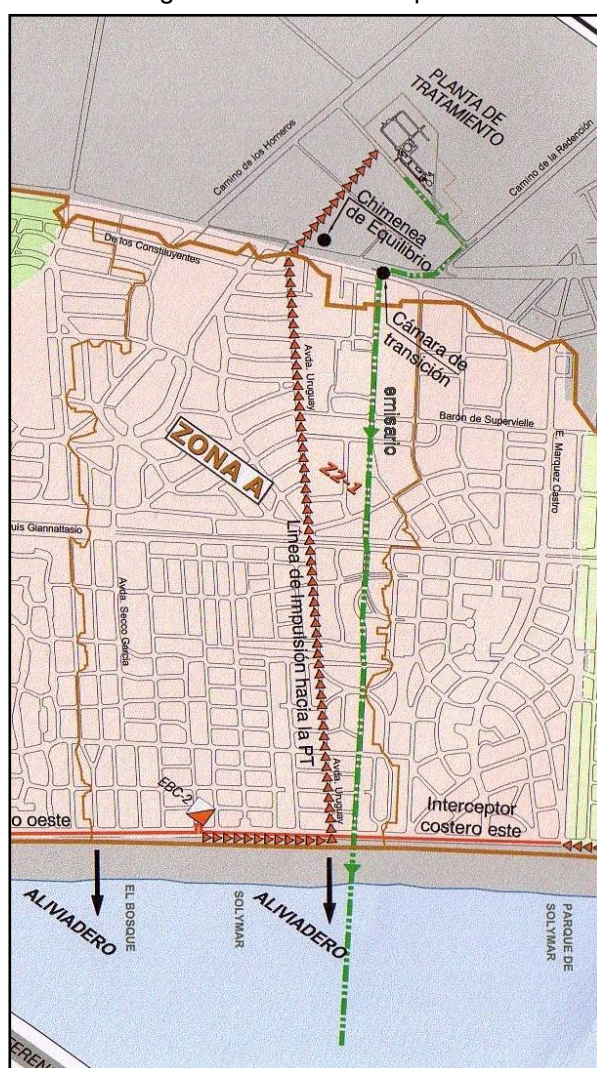 PLANTA DE
TRATAMIENTO
Camino de los Horneros
Camino de la Redención
Chimenea
de Equilibrio
De los Constituyentes
Cámara de
transición
Avda. Uruguay
emisario
Barón de Supervielle
E. Marquez Castro
ZONA A
Z2-1
uis Giannattasio
Línea de Impulsión hacia la PT
Avda. Secco García
Avda. Uruguay
EBC-2
Interceptor
costero este
o oeste
ALIVIADERO
EL BOSQUE
SOLYMAR
ALIVIADERO
PARQUE DE
SOLYMAR